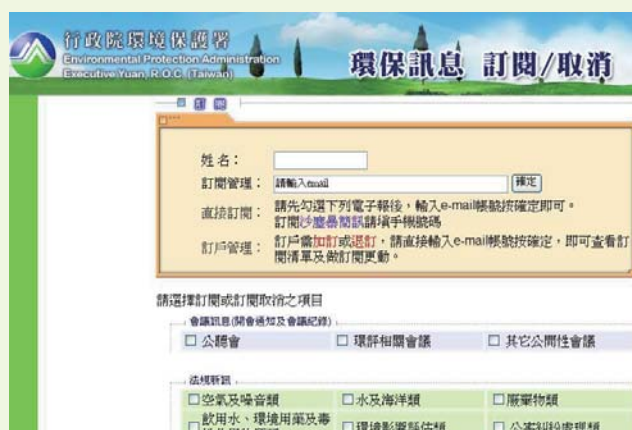 行政院環境保護署
Environmental Protection Administration
Executive Yuan, R.O.C. (Taiwan)
環保訊息 訂閱/取消
訂閱
姓名：
訂閱管理： 請輸入email 確定
直接訂閱： 請先勾選下列電子報後，輸入e-mail帳號按確定即可。
訂閱沙塵暴簡訊請填手機號碼
訂戶管理： 訂戶需加訂或退訂，請直接輸入e-mail帳號按確定，即可查看訂
閱清單及做訂閱更動。
請選擇訂閱或訂閱取消之項目
會議訊息(開會通知及會議紀錄)
公聽會 環評相關會議 其它公開性會議
法規新訊
空氣及噪音類 水及海洋類 廢棄物類
飲用水、環境用藥及毒
環境影響評估類 公害糾紛處理類